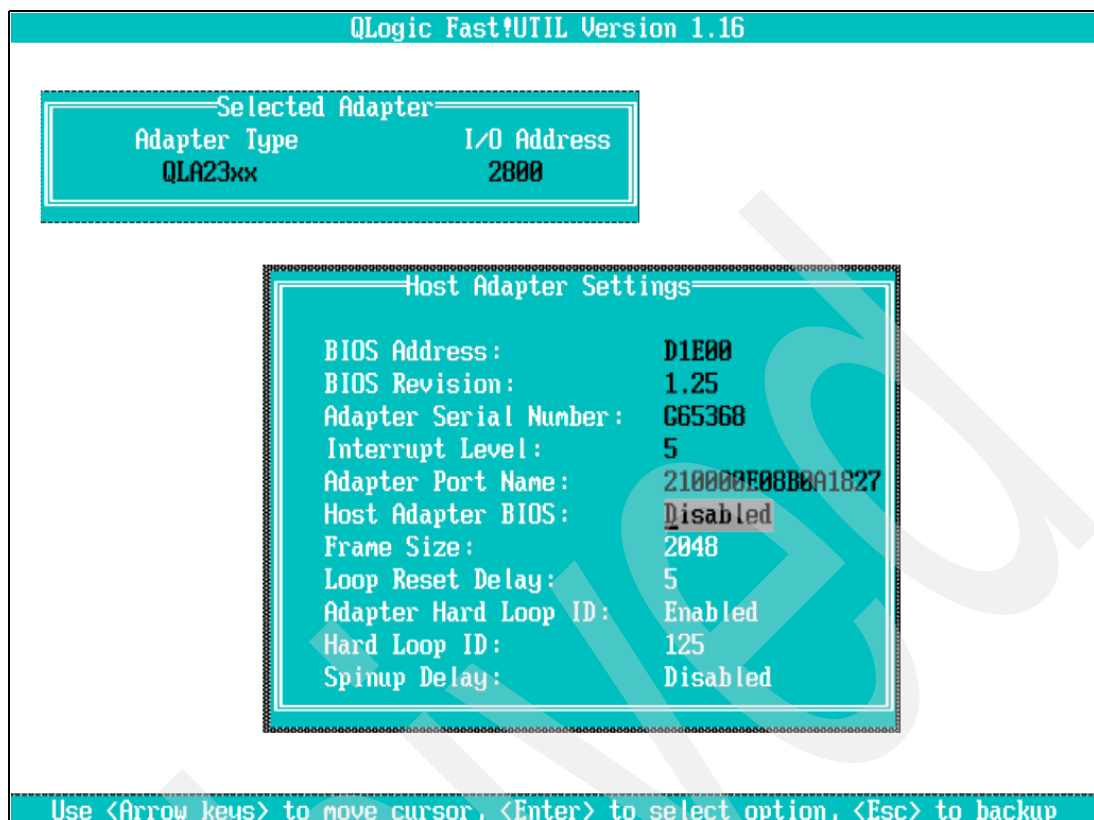 QLogic Fast!UTIL Version 1.16
Selected Adapter
Adapter Type I/O Address
QLA23xx 2800
Host Adapter Settings
BIOS Address: D1E00
BIOS Revision: 1.25
Adapter Serial Number: G65368
Interrupt Level: 5
Adapter Port Name: 210000E08B0A1827
Host Adapter BIOS: Disabled
Frame Size: 2048
Loop Reset Delay: 5
Adapter Hard Loop ID: Enabled
Hard Loop ID: 125
Spinup Delay: Disabled
Use <Arrow keys> to move cursor, <Enter> to select option, <Esc> to backup